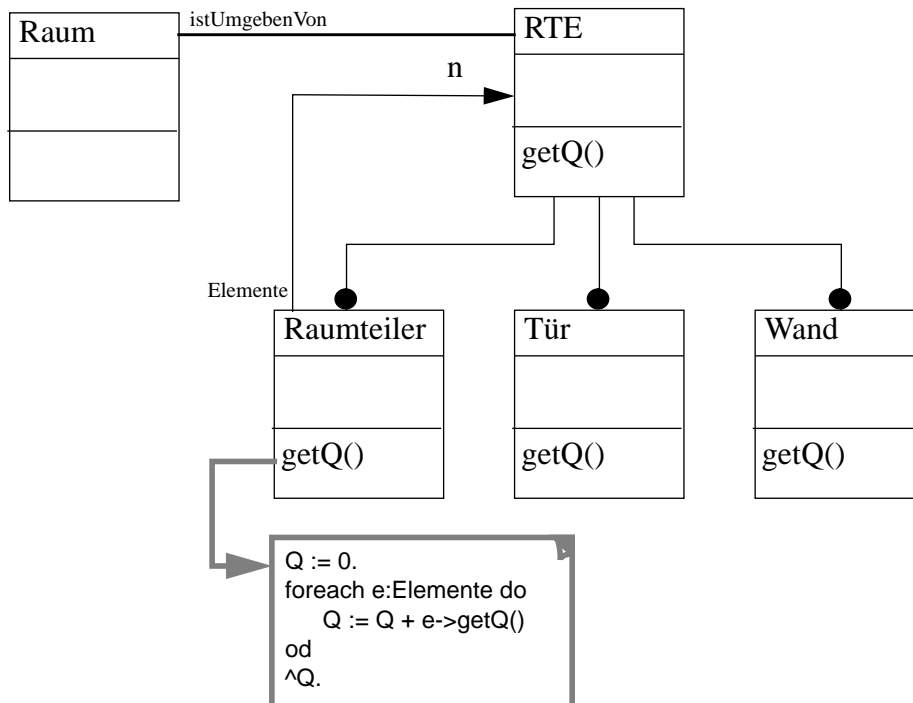 istUmgebenVon
Raum
RTE
n
getQ()
Elemente
Raumteiler
Tür
Wand
getQ()
getQ()
getQ()
Q := 0.
foreach e:Elemente do
Q := Q + e->getQ()
od
^Q.